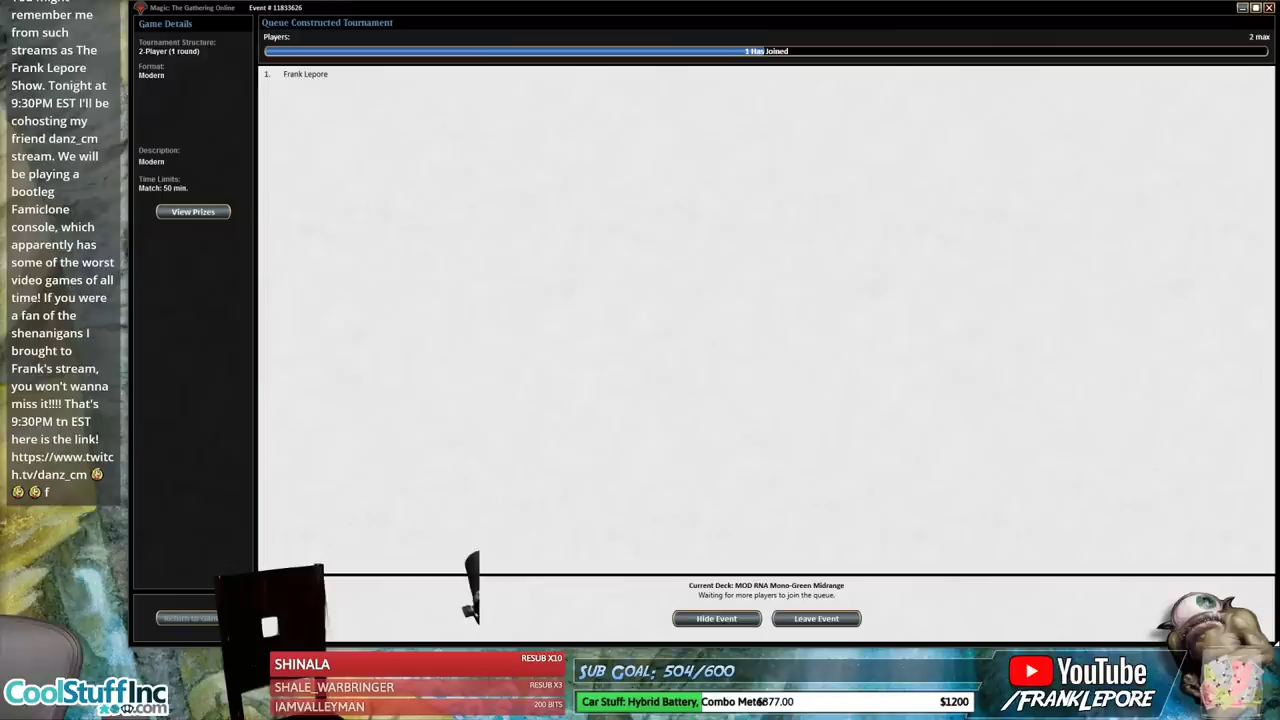 remember me
from such
streams as The
Frank Lepore
Show. Tonight at
9:30PM EST I'll be
cohosting my
friend danz_cm
stream. We will
be playing a
bootleg
Famiclone
console, which
apparently has
some of the worst
video games of all
time! If you were
a fan of the
shenanigans I
brought to
Frank's stream,
you won't wanna
miss it!!!! That's
9:30PM tn EST
here is the link!
https://www.twitc
h.tv/danz_cm
f
Magic: The Gathering Online Event # 11833626
Game Details
Tournament Structure:
2-Player (1 round)
Format:
Modern
Description:
Modern
Time Limits:
Match: 50 min.
View Prizes
Queue Constructed Tournament
Players: 2 max
1 Has Joined
1. Frank Lepore
Current Deck: MOD RNA Mono-Green Midrange
Waiting for more players to join the queue.
Return to
Hide Event Leave Event
CoolStuffInc
.com
SHINALA RESUB X10
SHALE_WARBRINGER RESUB X3
IAMVALLEYMAN 200 BITS
SUB GOAL: 504/600
Car Stuff: Hybrid Battery, Combo Mete $377.00 $1200
YouTube
/FRANKLEPORE